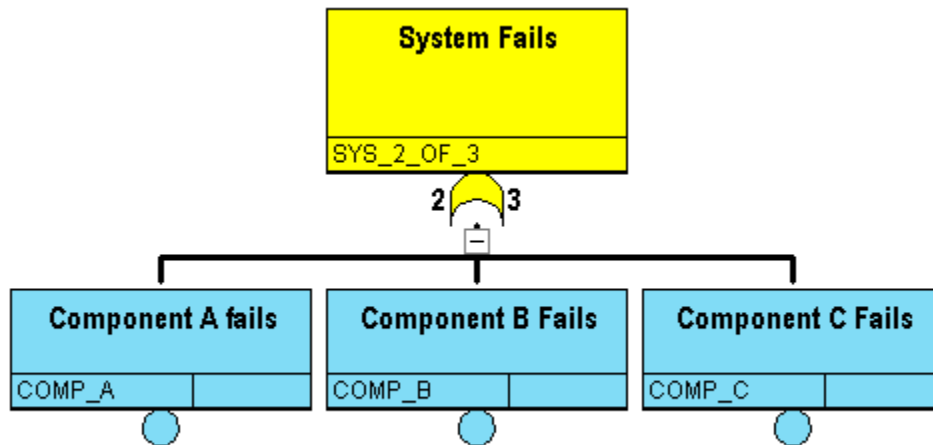 System Fails
SYS_2_OF_3
2 3
Component A fails
Component B Fails
Component C Fails
COMP_A
COMP_B
COMP_C